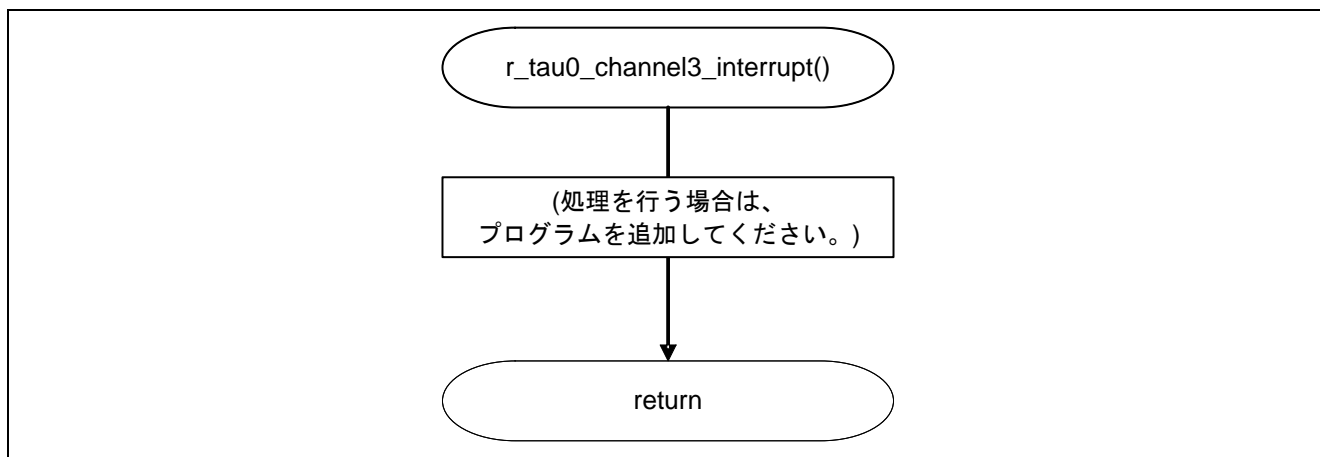 r_tau0_channel3_interrupt()
(処理を行う場合は、
プログラムを追加してください。)
return